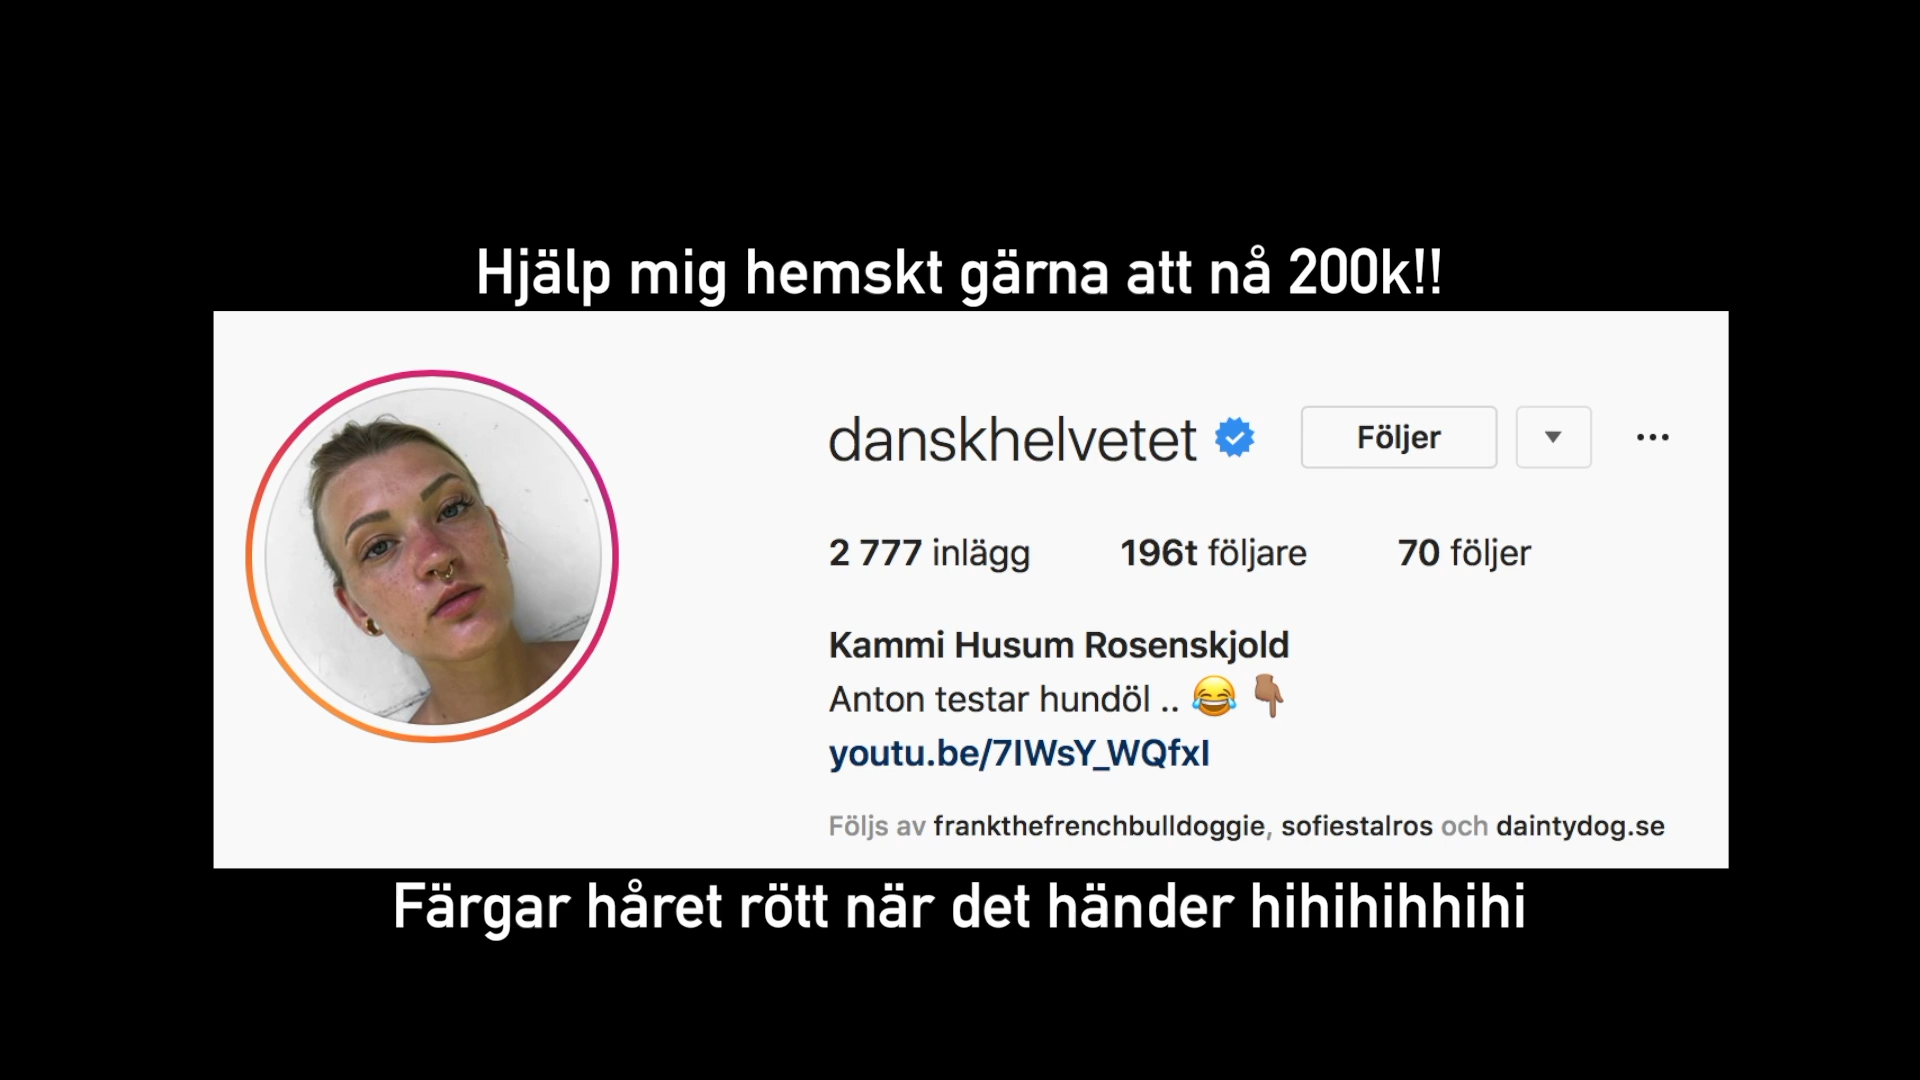 Hjälp mig hemskt gärna att nå 200k!!
danskhelvetet Följer
2 777 inlägg 196t följare 70 följer
Kammi Husum Rosenskjold
Anton testar hundöl .. 😂 👇🏾
youtu.be/7IWsY_WQfxI
Följs av frankthefrenchbulldoggie, sofiestalros och daintydog.se
Färgar håret rött när det händer hihihihhihi